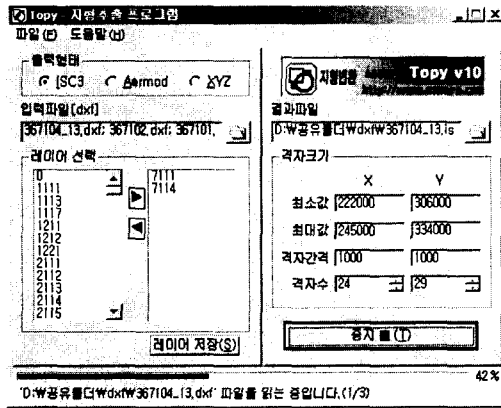 Topy - 지형추출 프로그램
파일(F) 도움말(H)
출력형태
ISC3 Aermod XYZ
입력파일[dxf]
367104_13,dxf; 367102,dxf; 367101,
레이어 선택
0
1111
1113
1117
1211
1212
1221
2111
2112
2113
2114
2115
7111
7114
레이어 저장(S)
지형변환
Topy v10
결과파일
D:\공유폴더\dxf\367104_13,is
격자크기
X Y
최소값 222000 306000
최대값 245000 334000
격자간격 1000 1000
격자수 24 29
중지 ■(T)
42%
'D:\공유폴더\dxf\367104_13,dxf' 파일를 읽는 중입니다,(1/3)